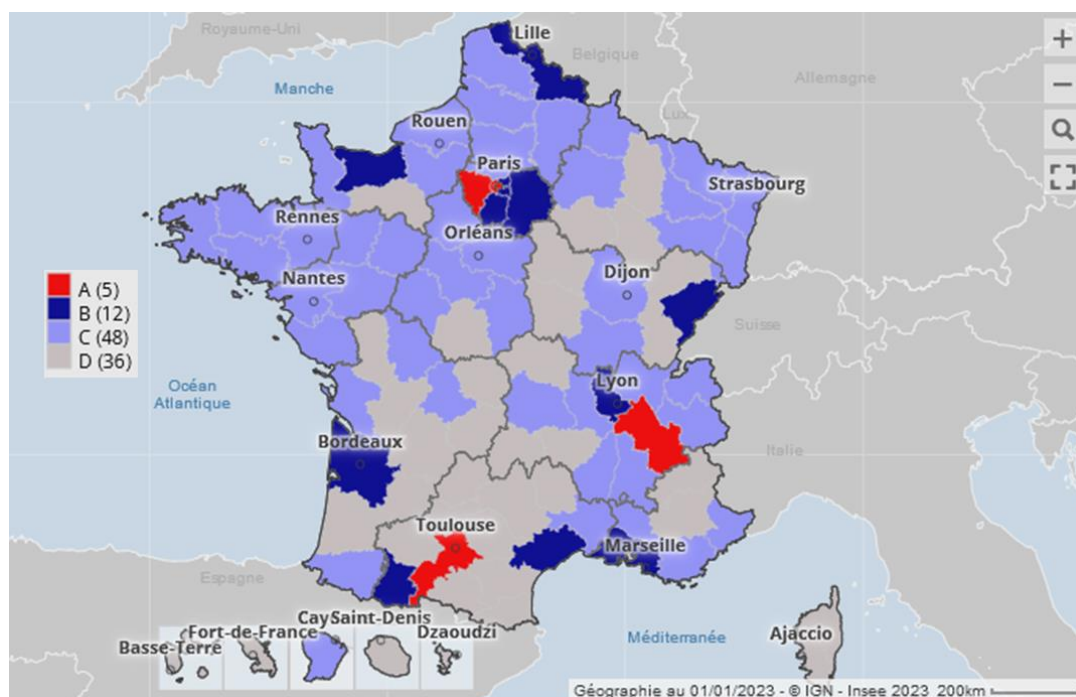 Royaume-Uni
Lille
Belgique
Allemagne
Manche
Lux.
Rouen
Paris
Strasbourg
Rennes
Orléans
Nantes
Dijon
A (5)
B (12)
C (48)
D (36)
Suisse
Océan
Atlantique
Lyon
Bordeaux
Italie
Toulouse
Marseille
Espagne
Cay
Saint-Denis
Fort-de-France
Dzaoudzi
Basse-Terre
Méditerranée
Ajaccio
Géographie au 01/01/2023 - © IGN - Insee 2023 200km
+
−